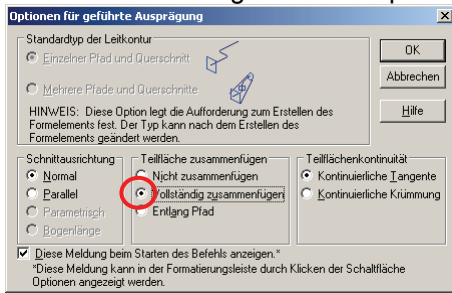 Optionen für geführte Ausprägung
Standardtyp der Leitkontur
Einzelner Pfad und Querschnitt
Mehrere Pfade und Querschnitte
HINWEIS: Diese Option legt die Aufforderung zum Erstellen des
Formelements fest. Der Typ kann nach dem Erstellen des
Formelements geändert werden.
OK
Abbrechen
Hilfe
Schnittausrichtung
Normal
Parallel
Parametrisch
Bogenlänge
Teilfläche zusammenfügen
Nicht zusammenfügen
Vollständig zusammenfügen
Entlang Pfad
Teilflächenkontinuität
Kontinuierliche Tangente
Kontinuierliche Krümmung
Diese Meldung beim Starten des Befehls anzeigen.*
*Diese Meldung kann in der Formatierungsleiste durch Klicken der Schaltfläche
Optionen angezeigt werden.